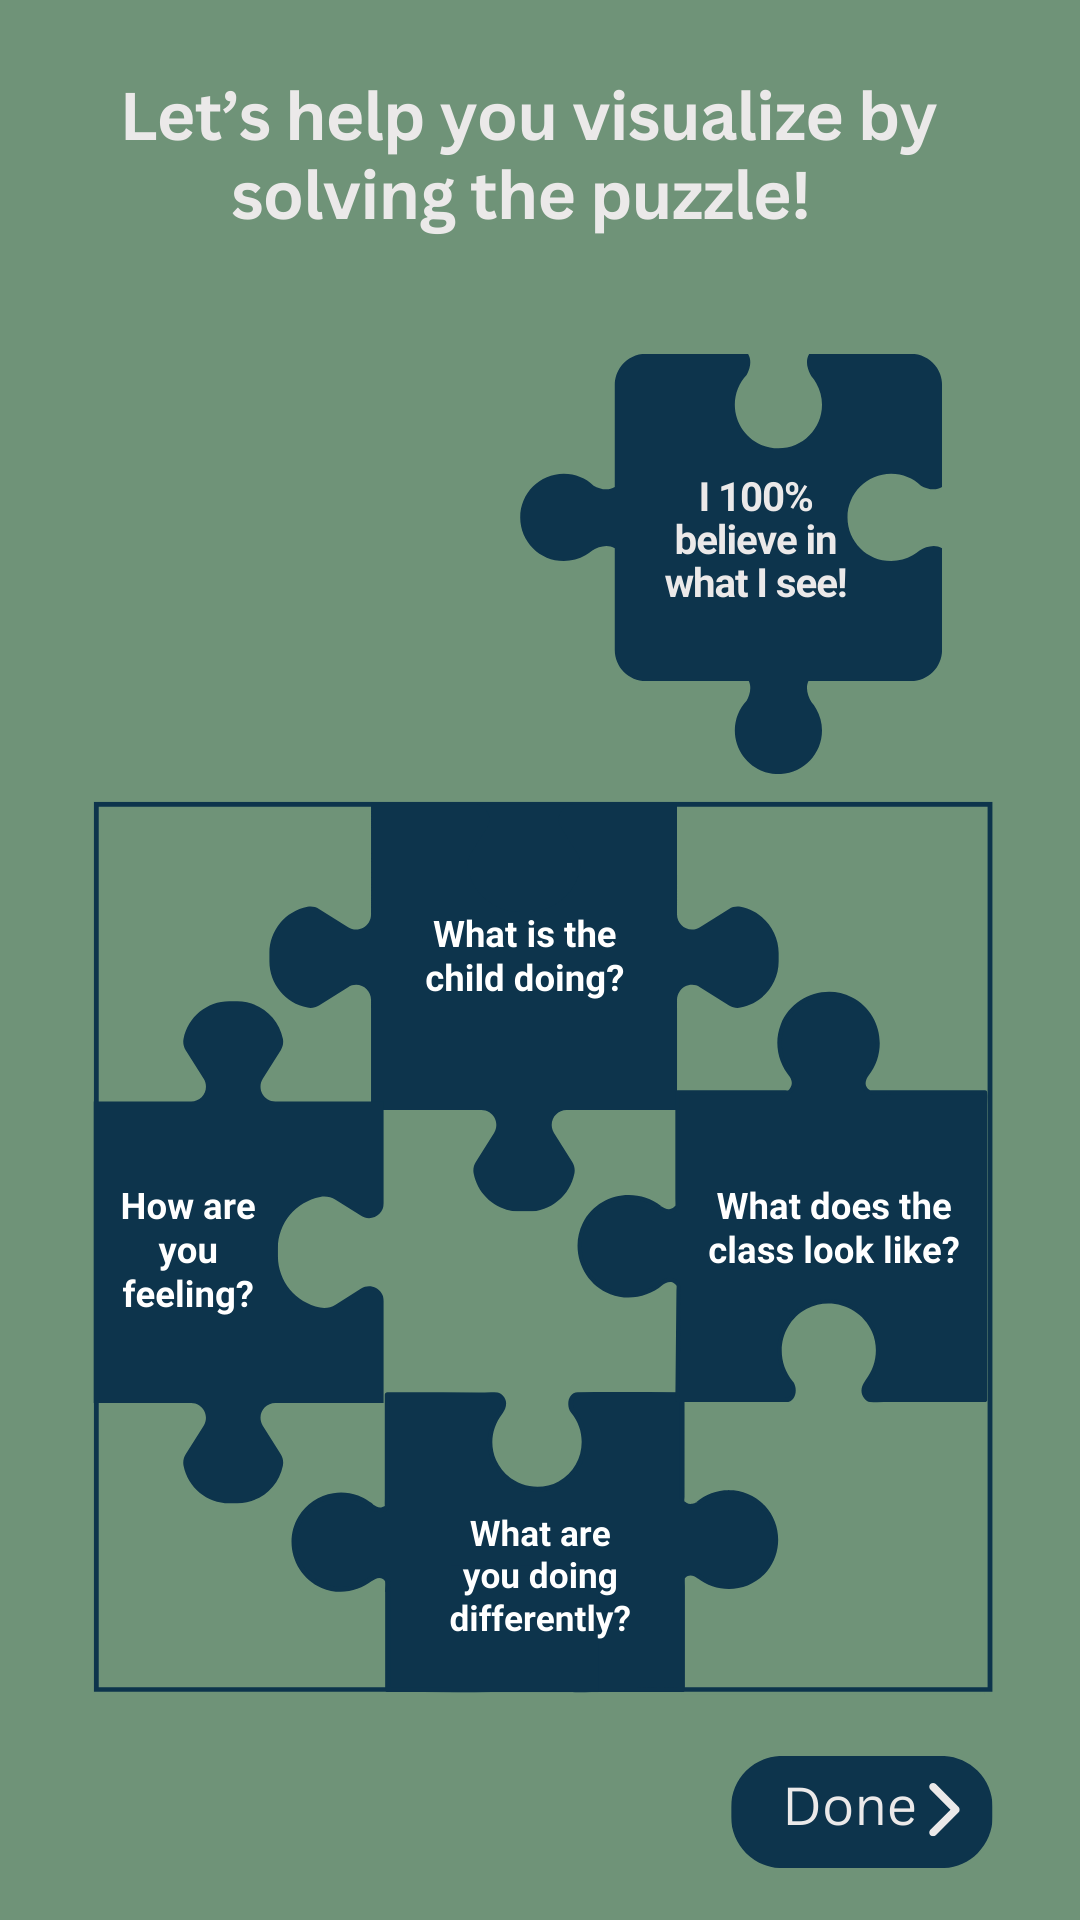 Let’s help you visualize by
solving the puzzle!
I 100%
believe in
what I see!
What is the
child doing?
How are
you
feeling?
What does the
class look like?
What are
you doing
differently?
Done